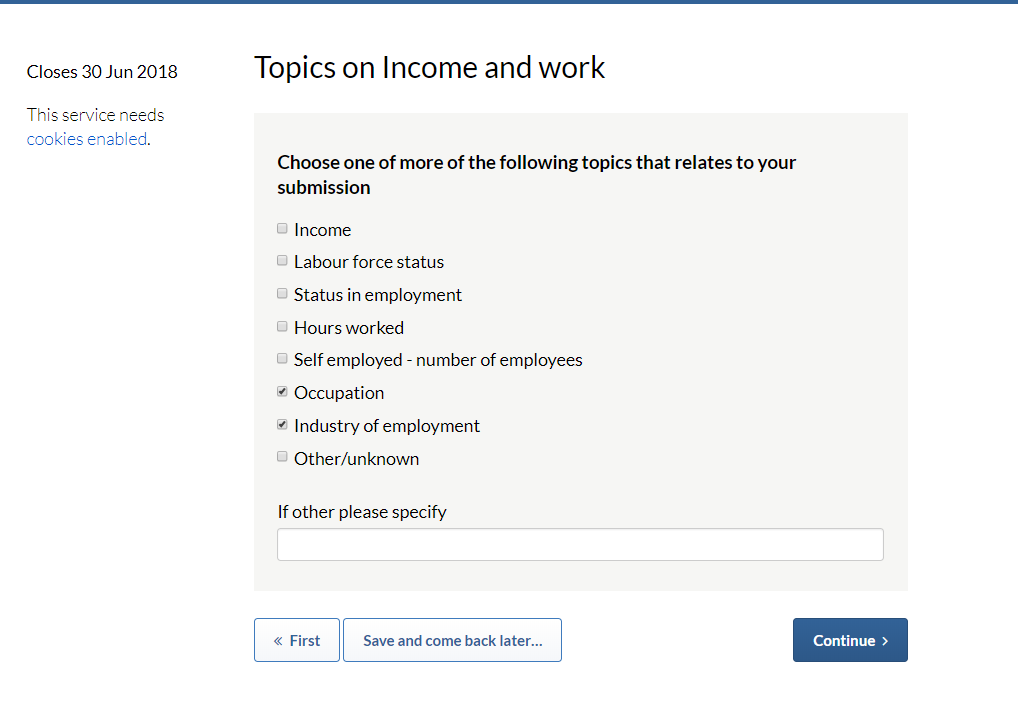 Closes 30 Jun 2018
This service needs
cookies enabled.
Topics on Income and work
Choose one of more of the following topics that relates to your
submission
Income
Labour force status
Status in employment
Hours worked
Self employed - number of employees
Occupation
Industry of employment
Other/unknown
If other please specify
« First
Save and come back later...
Continue >